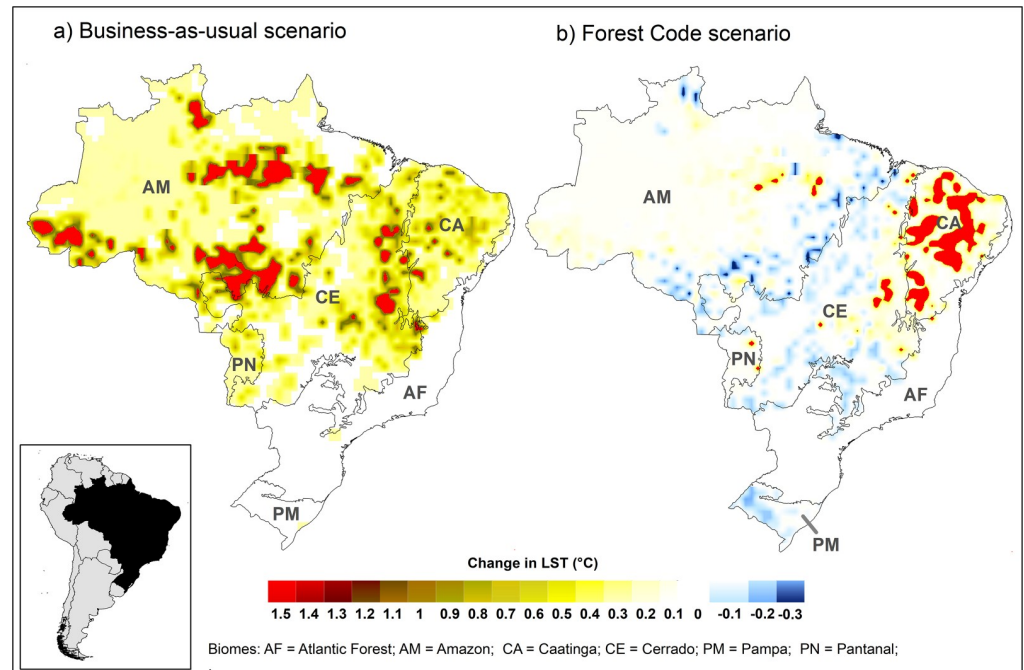 a) Business-as-usual scenario
b) Forest Code scenario
AM
CA
CE
PN
AF
PM
AM
CA
CE
PN
AF
PM
Change in LST (°C)
1.5 1.4 1.3 1.2 1.1 1 0.9 0.8 0.7 0.6 0.5 0.4 0.3 0.2 0.1 0 -0.1 -0.2 -0.3
Biomes: AF = Atlantic Forest; AM = Amazon; CA = Caatinga; CE = Cerrado; PM = Pampa; PN = Pantanal;